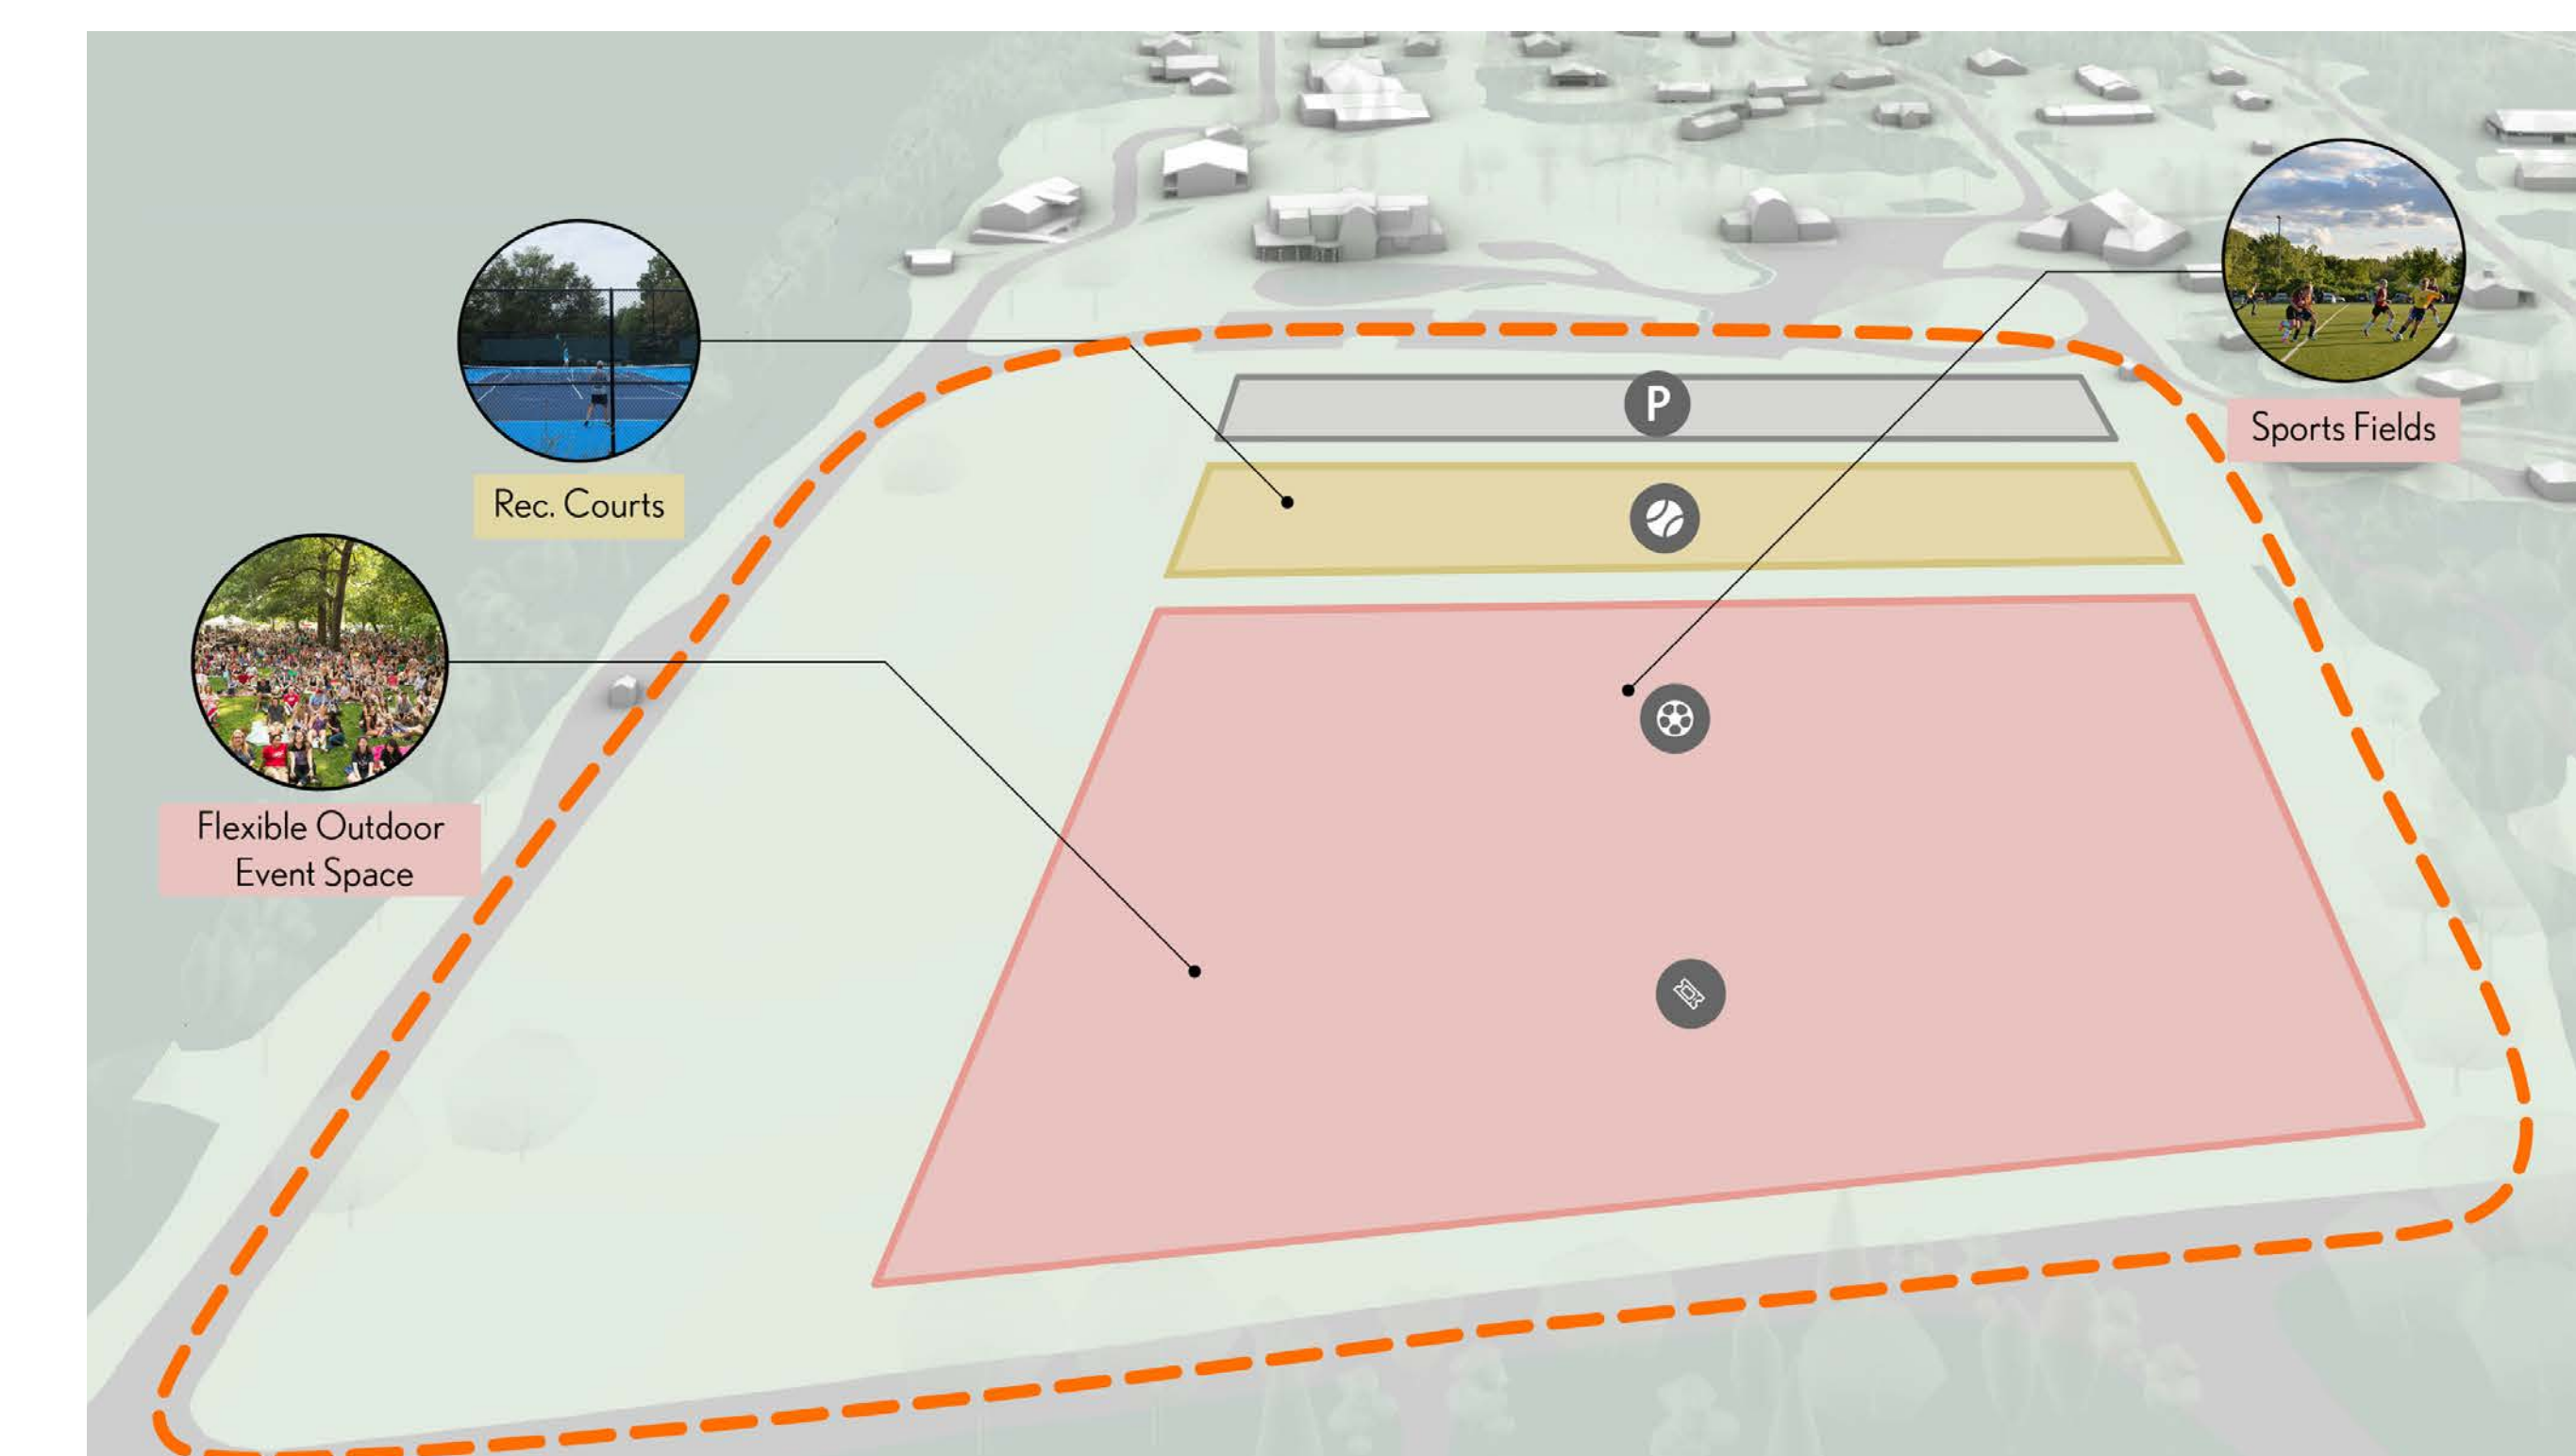 P
Rec. Courts
Sports Fields
Flexible Outdoor
Event Space